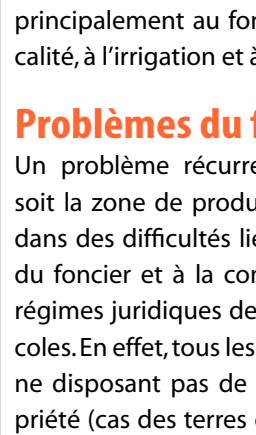 principalement au for
calité, à l'irrigation et à
Problèmes du f
Un problème récurre
soit la zone de produ
dans des difficultés lie
du foncier et à la con
régimes juridiques de
coles. En effet, tous les
ne disposant pas de
priété (cas des terres